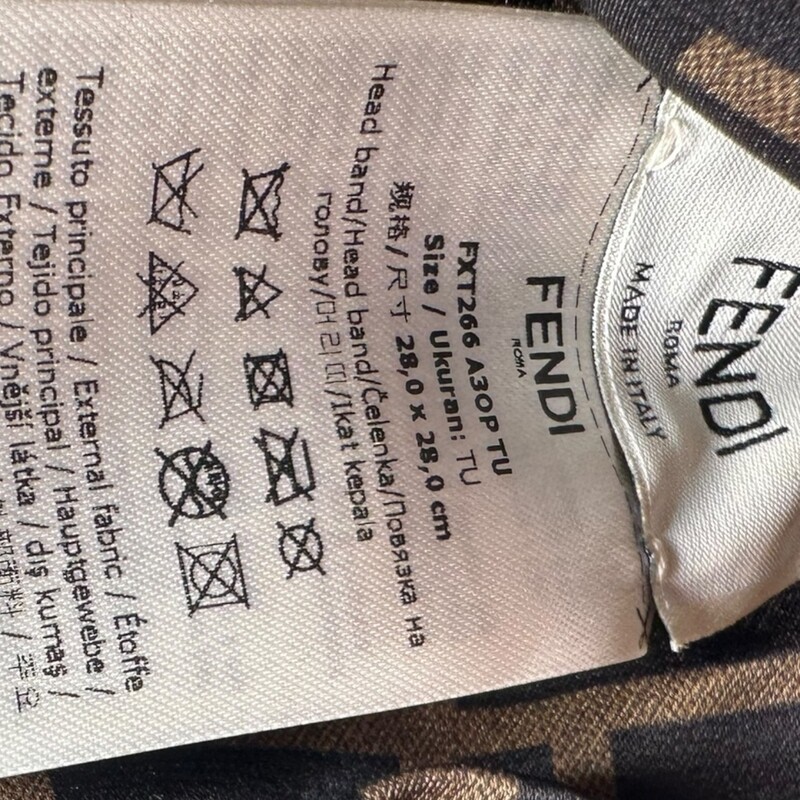 FENDI
ROMA
MADE IN ITALY
FENDI
ROMA
FXT266 A3OP TU
Size / Ukuran: TU
规格/尺寸 28,0 x 28,0 cm
Head band/Head band/Čelenka/Повязка на
голову/머리띠/Ikat kepala
Tessuto principale / External fabric / Étoffe
externe / Tejido principal / Hauptgewebe /
Tecido Externo / Vnější látka / dış kumaş /